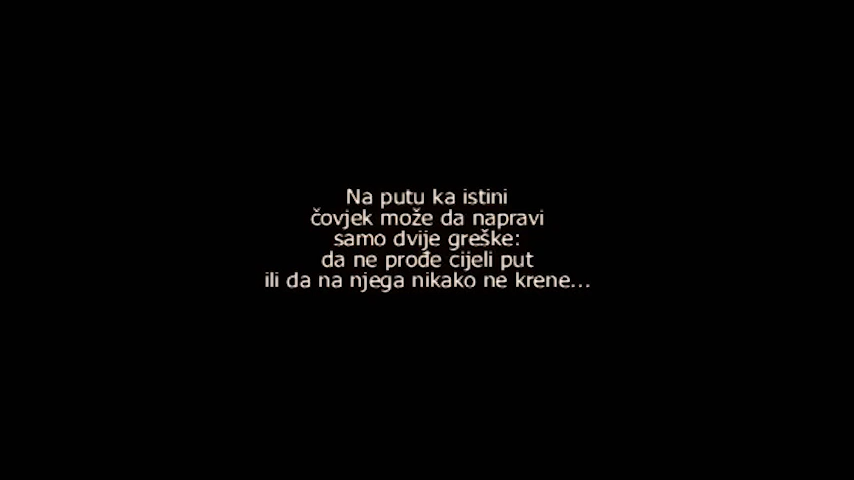 Na putu ka istini
čovjek može da napravi
samo dvije greške:
da ne prođe cijeli put
ili da na njega nikako ne krene...